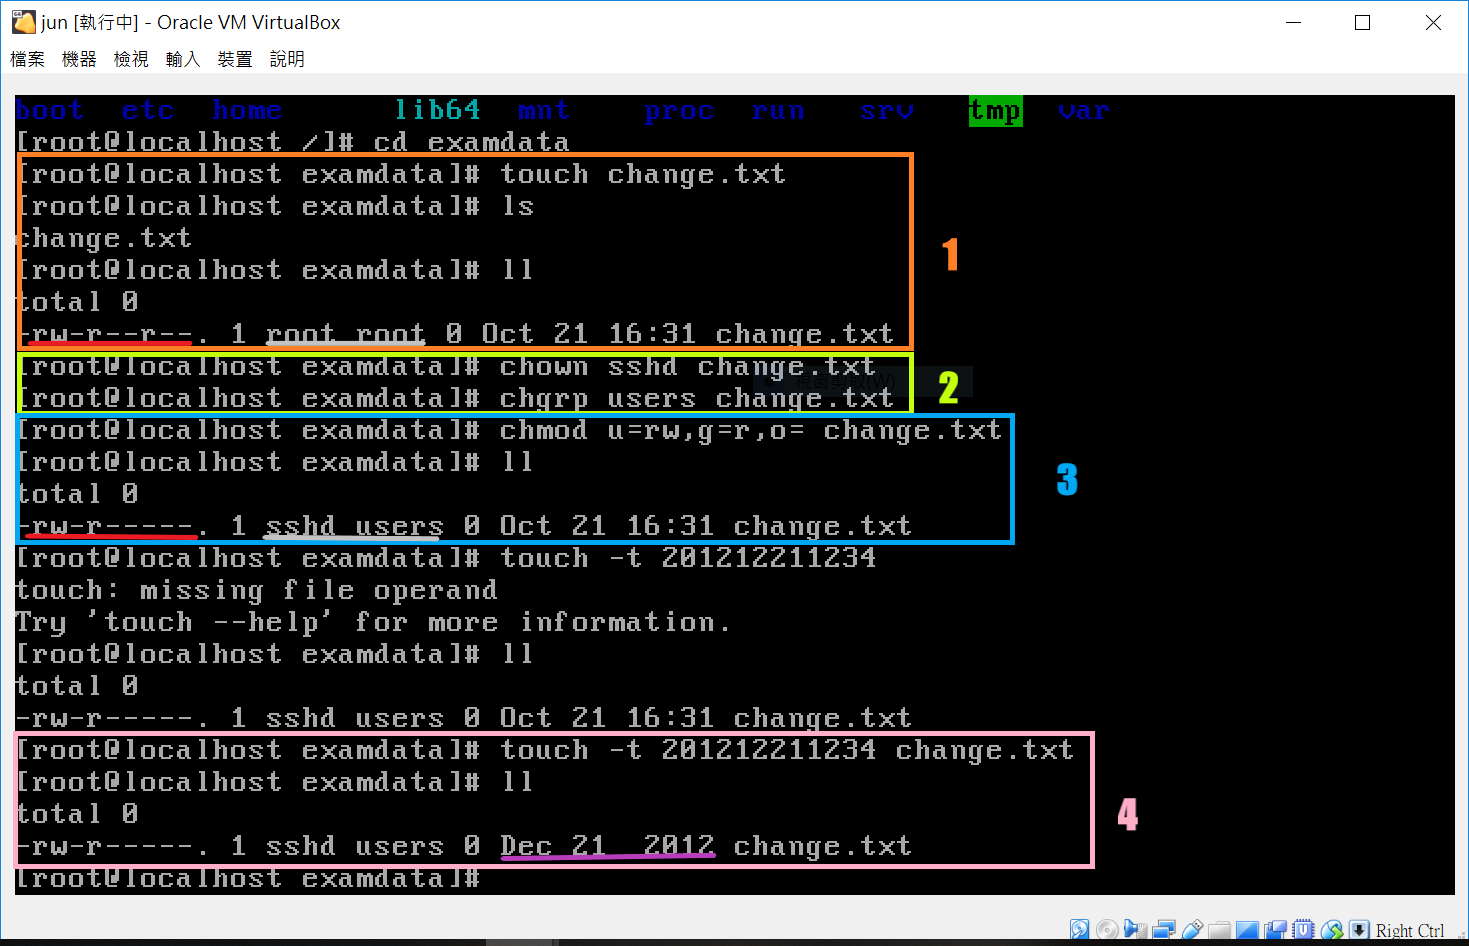 jun [執行中] - Oracle VM VirtualBox
檔案 機器 檢視 輸入 裝置 說明
boot etc home lib64 mnt proc run srv tmp var
[root@localhost /]# cd examdata
[root@localhost examdata]# touch change.txt
[root@localhost examdata]# ls
change.txt
[root@localhost examdata]# ll
1
total 0
-rw-r--r--. 1 root root 0 Oct 21 16:31 change.txt
[root@localhost examdata]# chown sshd change.txt
視窗剪取(W)
2
[root@localhost examdata]# chgrp users change.txt
[root@localhost examdata]# chmod u=rw,g=r,o= change.txt
[root@localhost examdata]# ll
3
total 0
-rw-r-----. 1 sshd users 0 Oct 21 16:31 change.txt
[root@localhost examdata]# touch -t 201212211234
touch: missing file operand
Try 'touch --help' for more information.
[root@localhost examdata]# ll
total 0
-rw-r-----. 1 sshd users 0 Oct 21 16:31 change.txt
[root@localhost examdata]# touch -t 201212211234 change.txt
[root@localhost examdata]# ll
total 0
4
-rw-r-----. 1 sshd users 0 Dec 21  2012 change.txt
[root@localhost examdata]#
Right Ctrl